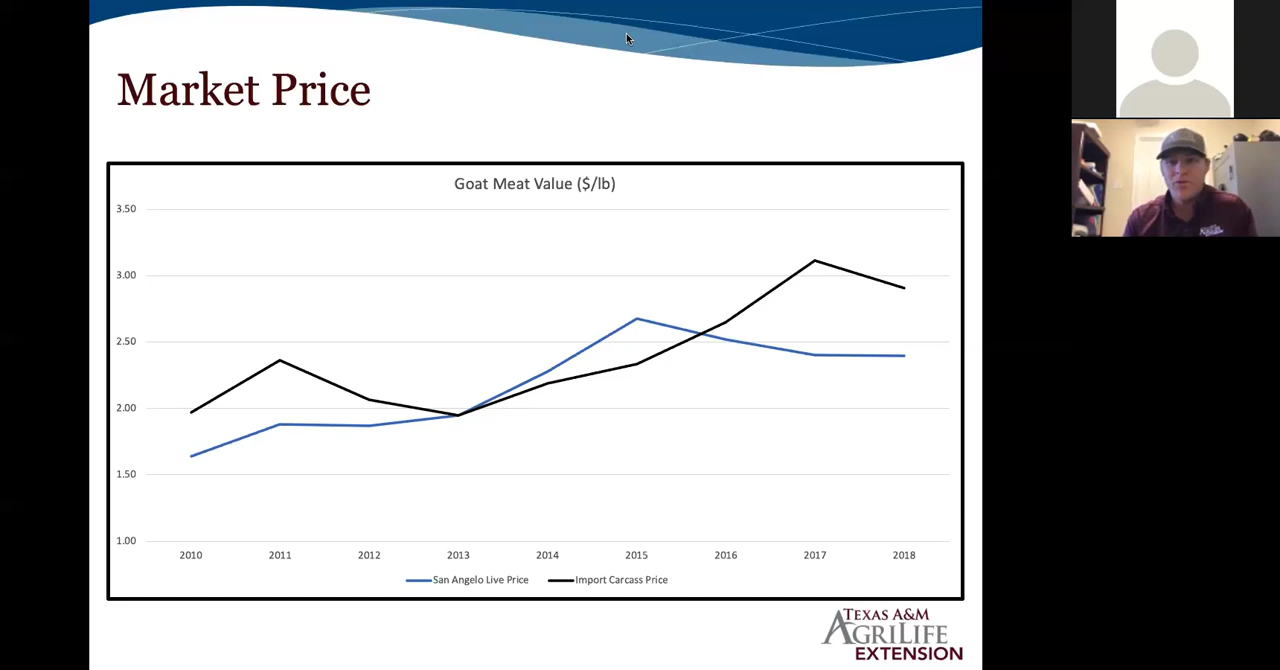 Market Price
Goat Meat Value ($/lb)
3.50
3.00
2.50
2.00
1.50
1.00
2010 2011 2012 2013 2014 2015 2016 2017 2018
San Angelo Live Price Import Carcass Price
TEXAS A&M
AGRILIFE
EXTENSION